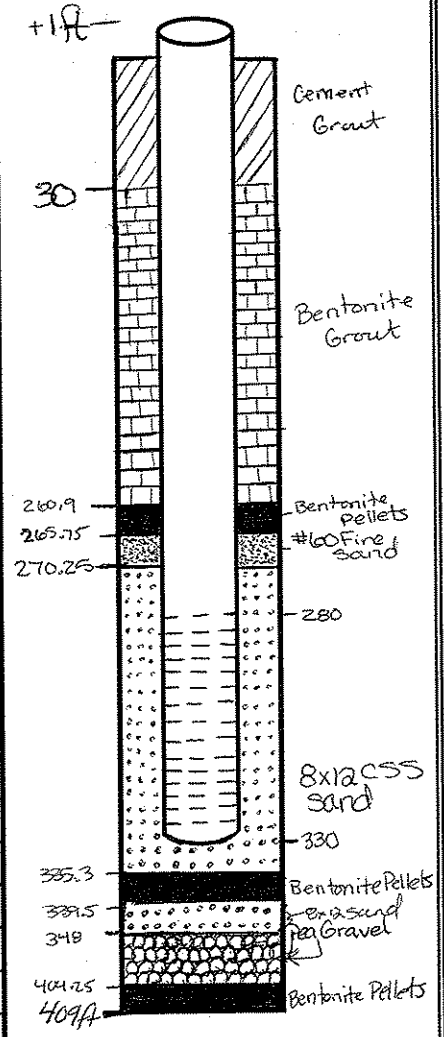 +1ft
Cement
Grout
30
Bentonite
Grout
260.9
Bentonite
Pellets
265.75
#60 Fine
Sand
270.25
280
8x12 CSS
sand
330
335.3
Bentonite Pellets
339.5
8x12 sand
348
Pea Gravel
404.25
Bentonite Pellets
409ft